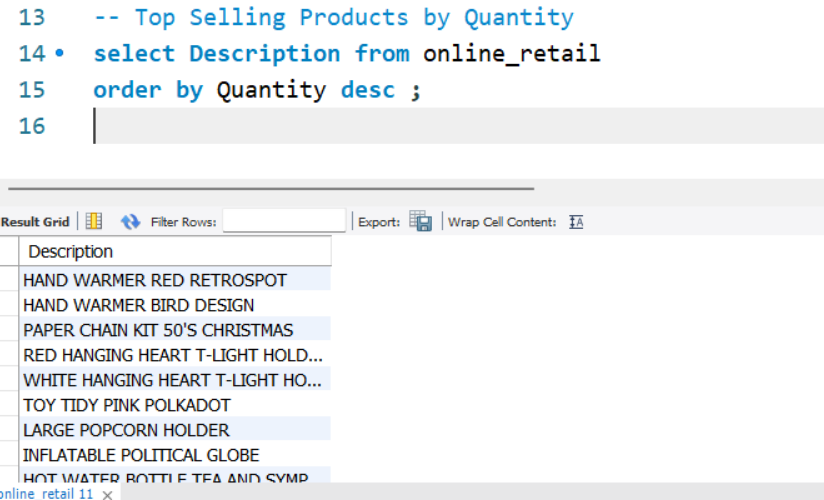 13 -- Top Selling Products by Quantity
14 select Description from online_retail
15 order by Quantity desc ;
16
Result Grid Filter Rows: Export: Wrap Cell Content: IA
Description
HAND WARMER RED RETROSPOT
HAND WARMER BIRD DESIGN
PAPER CHAIN KIT 50'S CHRISTMAS
RED HANGING HEART T-LIGHT HOLD...
WHITE HANGING HEART T-LIGHT HO...
TOY TIDY PINK POLKADOT
LARGE POPCORN HOLDER
INFLATABLE POLITICAL GLOBE
HOT WATER BOTTLE TEA AND SYMP
online_retail 11 ×